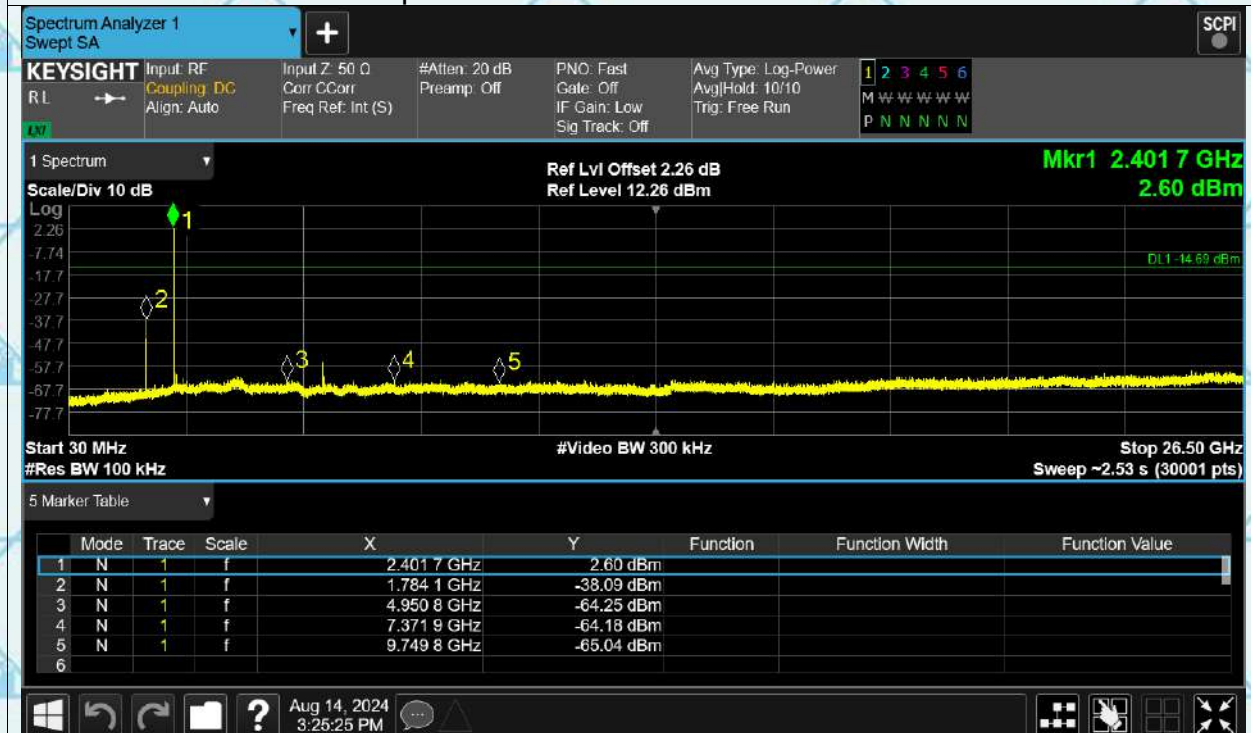 Spectrum Analyzer 1
Swept SA
+
SCPI
KEYSIGHT
RL
LXI
Input: RF
Coupling: DC
Align: Auto
Input Z: 50 Ω
Corr CCorr
Freq Ref: Int (S)
#Atten: 20 dB
Preamp: Off
PNO: Fast
Gate: Off
IF Gain: Low
Sig Track: Off
Avg Type: Log-Power
Avg|Hold: 10/10
Trig: Free Run
1 2 3 4 5 6
M W W W W W
P N N N N N
1 Spectrum
Scale/Div 10 dB
Ref Lvl Offset 2.26 dB
Ref Level 12.26 dBm
Mkr1 2.401 7 GHz
2.60 dBm
Log
2.26
-7.74
-17.7
-27.7
-37.7
-47.7
-57.7
-67.7
-77.7
1
2
3
4
5
DL1 -14.69 dBm
Start 30 MHz
#Res BW 100 kHz
#Video BW 300 kHz
Stop 26.50 GHz
Sweep ~2.53 s (30001 pts)
5 Marker Table
Mode Trace Scale X Y Function Function Width Function Value
1 N 1 f 2.401 7 GHz 2.60 dBm
2 N 1 f 1.784 1 GHz -38.09 dBm
3 N 1 f 4.950 8 GHz -64.25 dBm
4 N 1 f 7.371 9 GHz -64.18 dBm
5 N 1 f 9.749 8 GHz -65.04 dBm
6
?
Aug 14, 2024
3:25:25 PM